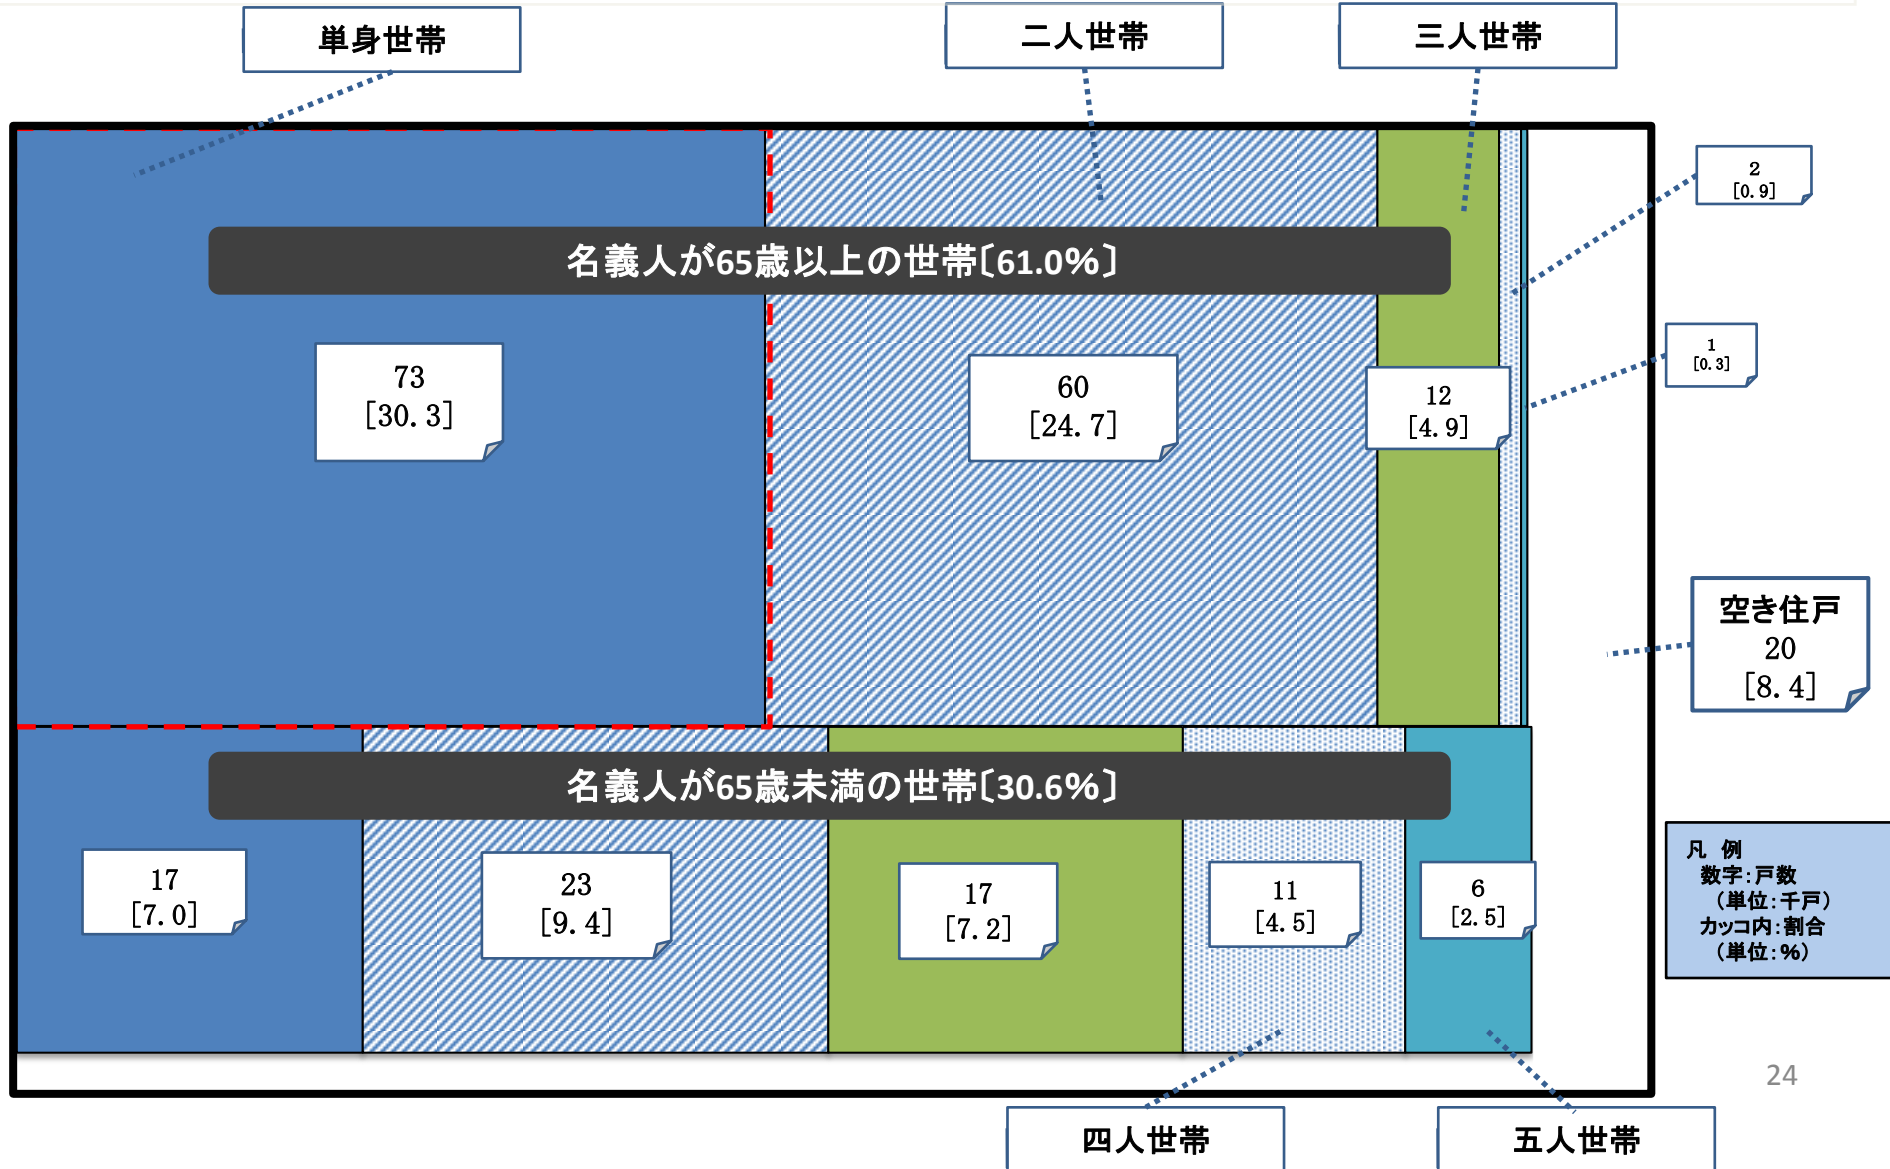 単身世帯
二人世帯
三人世帯
2
[0.9]
名義人が65歳以上の世帯〔61.0%〕
1
[0.3]
73
[30.3]
60
[24.7]
12
[4.9]
空き住戸
20
[8.4]
名義人が65歳未満の世帯〔30.6%〕
17
[7.0]
23
[9.4]
17
[7.2]
11
[4.5]
6
[2.5]
凡 例
数字:戸数
(単位:千戸)
カッコ内:割合
(単位:%)
24
四人世帯
五人世帯